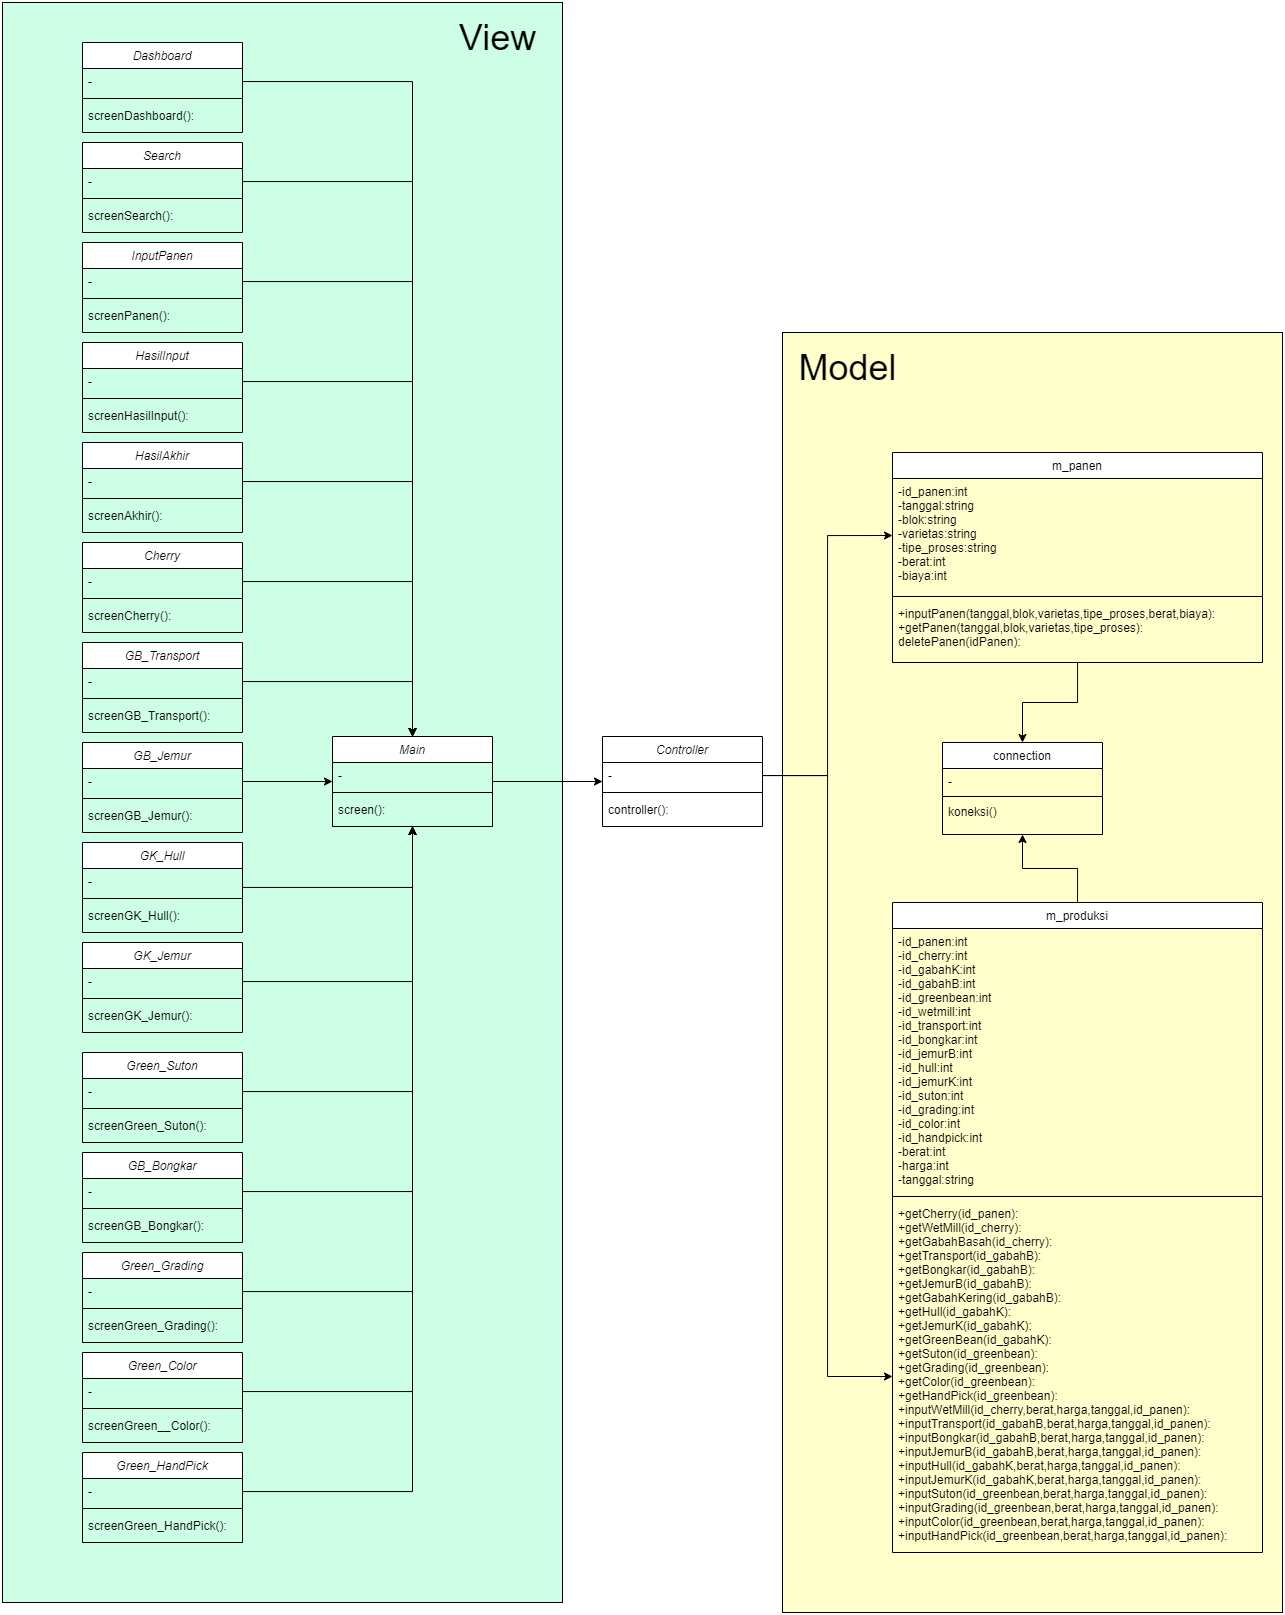 View
Dashboard
-
screenDashboard():
Search
-
screenSearch():
InputPanen
-
screenPanen():
HasilInput
-
screenHasilInput():
HasilAkhir
-
screenAkhir():
Cherry
-
screenCherry():
GB_Transport
-
screenGB_Transport():
GB_Jemur
-
screenGB_Jemur():
GK_Hull
-
screenGK_Hull():
GK_Jemur
-
screenGK_Jemur():
Green_Suton
-
screenGreen_Suton():
GB_Bongkar
-
screenGB_Bongkar():
Green_Grading
-
screenGreen_Grading():
Green_Color
-
screenGreen__Color():
Green_HandPick
-
screenGreen_HandPick():
Main
-
screen():
Controller
-
controller():
Model
m_panen
-id_panen:int
-tanggal:string
-blok:string
-varietas:string
-tipe_proses:string
-berat:int
-biaya:int
+inputPanen(tanggal,blok,varietas,tipe_proses,berat,biaya):
+getPanen(tanggal,blok,varietas,tipe_proses):
deletePanen(idPanen):
connection
-
koneksi()
m_produksi
-id_panen:int
-id_cherry:int
-id_gabahK:int
-id_gabahB:int
-id_greenbean:int
-id_wetmill:int
-id_transport:int
-id_bongkar:int
-id_jemurB:int
-id_hull:int
-id_jemurK:int
-id_suton:int
-id_grading:int
-id_color:int
-id_handpick:int
-berat:int
-harga:int
-tanggal:string
+getCherry(id_panen):
+getWetMill(id_cherry):
+getGabahBasah(id_cherry):
+getTransport(id_gabahB):
+getBongkar(id_gabahB):
+getJemurB(id_gabahB):
+getGabahKering(id_gabahB):
+getHull(id_gabahK):
+getJemurK(id_gabahK):
+getGreenBean(id_gabahK):
+getSuton(id_greenbean):
+getGrading(id_greenbean):
+getColor(id_greenbean):
+getHandPick(id_greenbean):
+inputWetMill(id_cherry,berat,harga,tanggal,id_panen):
+inputTransport(id_gabahB,berat,harga,tanggal,id_panen):
+inputBongkar(id_gabahB,berat,harga,tanggal,id_panen):
+inputJemurB(id_gabahB,berat,harga,tanggal,id_panen):
+inputHull(id_gabahK,berat,harga,tanggal,id_panen):
+inputJemurK(id_gabahK,berat,harga,tanggal,id_panen):
+inputSuton(id_greenbean,berat,harga,tanggal,id_panen):
+inputGrading(id_greenbean,berat,harga,tanggal,id_panen):
+inputColor(id_greenbean,berat,harga,tanggal,id_panen):
+inputHandPick(id_greenbean,berat,harga,tanggal,id_panen):